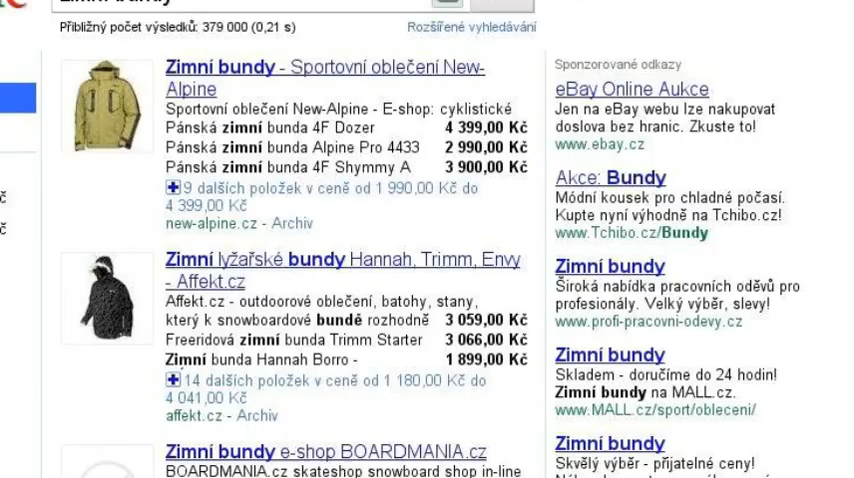 Přibližný počet výsledků: 379 000 (0,21 s)
Rozšířené vyhledávání
Zimní bundy - Sportovní oblečení New-
Alpine
Sportovní oblečení New-Alpine - E-shop: cyklistické
Pánská zimní bunda 4F Dozer 4 399,00 Kč
Pánská zimní bunda Alpine Pro 4433 2 990,00 Kč
Pánská zimní bunda 4F Shymmy A 3 900,00 Kč
9 dalších položek v ceně od 1 990,00 Kč do
4 399,00 Kč
new-alpine.cz - Archiv
Zimní lyžařské bundy Hannah, Trimm, Envy
- Affekt.cz
Affekt.cz - outdoorové oblečení, batohy, stany,
který k snowboardové bundě rozhodně 3 059,00 Kč
Freeridová zimní bunda Trimm Starter 3 066,00 Kč
Zimní bunda Hannah Borro - 1 899,00 Kč
14 dalších položek v ceně od 1 180,00 Kč do
4 041,00 Kč
affekt.cz - Archiv
Zimní bundy e-shop BOARDMANIA.cz
BOARDMANIA.cz skateshop snowboard shop in-line
Sponzorované odkazy
eBay Online Aukce
Jen na eBay webu lze nakupovat
doslova bez hranic. Zkuste to!
www.ebay.cz
Akce: Bundy
Módní kousek pro chladné počasí.
Kupte nyní výhodně na Tchibo.cz!
www.Tchibo.cz/Bundy
Zimní bundy
Široká nabídka pracovních oděvů pro
profesionály. Velký výběr, slevy!
www.profi-pracovni-odevy.cz
Zimní bundy
Skladem - doručíme do 24 hodin!
Zimní bundy na MALL.cz.
www.MALL.cz/sport/obleceni/
Zimní bundy
Skvělý výběr - přijatelné ceny!